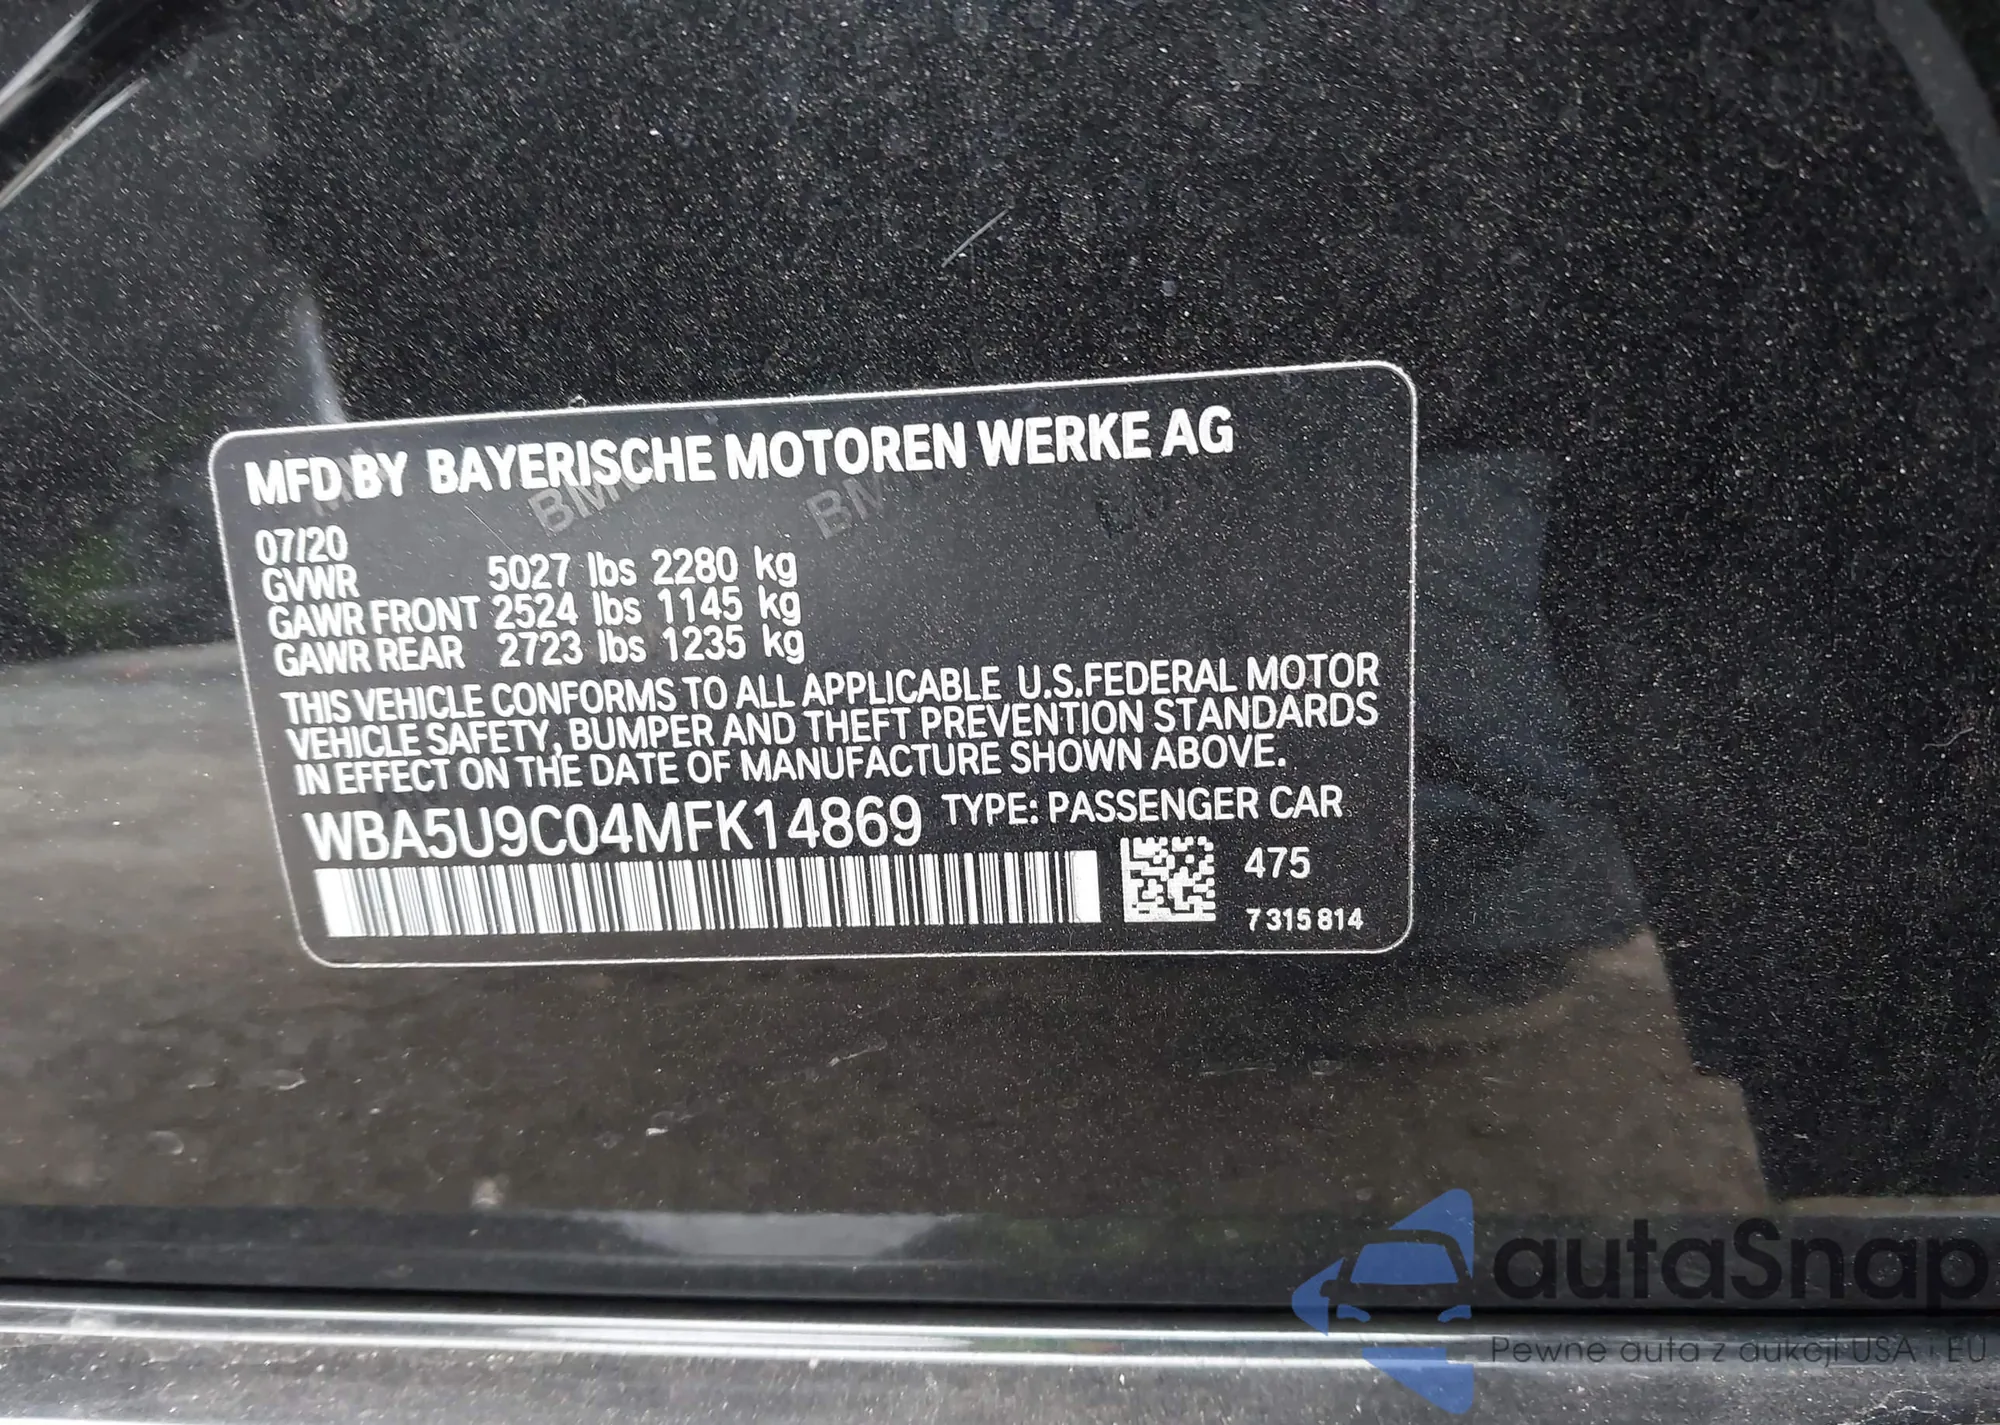 MFD BY BAYERISCHE MOTOREN WERKE AG
07/20
GVWR 5027 lbs 2280 kg
GAWR FRONT 2524 lbs 1145 kg
GAWR REAR 2723 lbs 1235 kg
THIS VEHICLE CONFORMS TO ALL APPLICABLE U.S.FEDERAL MOTOR
VEHICLE SAFETY, BUMPER AND THEFT PREVENTION STANDARDS
IN EFFECT ON THE DATE OF MANUFACTURE SHOWN ABOVE.
WBA5U9C04MFK14869 TYPE: PASSENGER CAR
475
7315814
autaSnap
Pewne auta z aukcji USA i EU